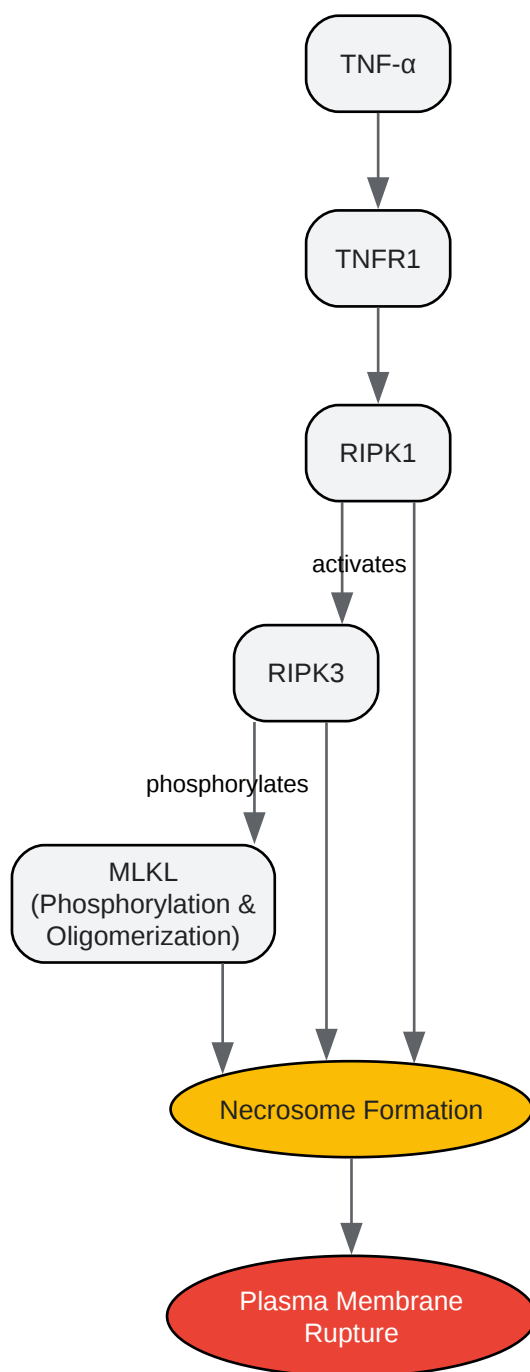 TNF-α
TNFR1
RIPK1
activates
RIPK3
phosphorylates
MLKL
(Phosphorylation &
Oligomerization)
Necrosome Formation
Plasma Membrane
Rupture